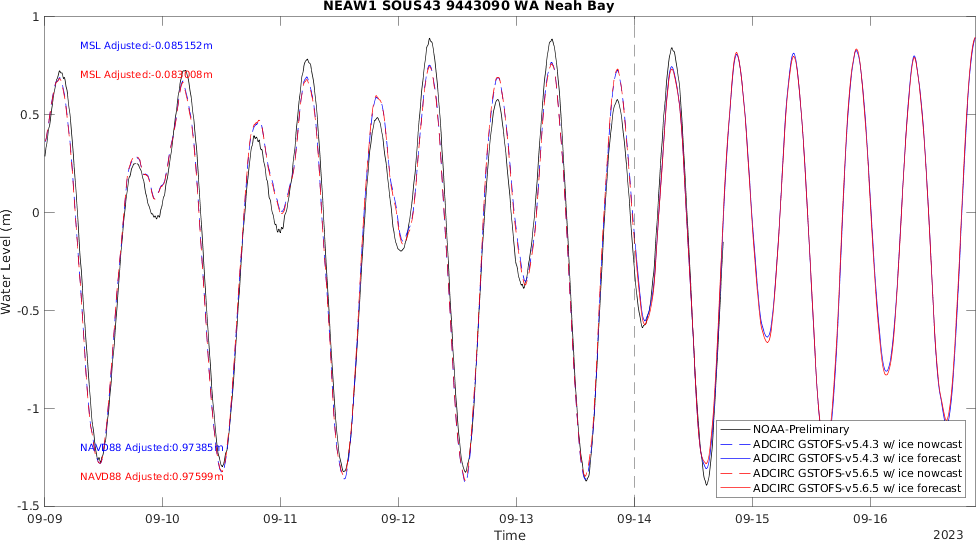 NEAW1 SOUS43 9443090 WA Neah Bay
MSL Adjusted:-0.085152m
MSL Adjusted:-0.083008m
NAVD88 Adjusted:0.97385m
NAVD88 Adjusted:0.97599m
Water Level (m)
1
0.5
0
-0.5
-1
-1.5
NOAA-Preliminary
ADCIRC GSTOFS-v5.4.3 w/ ice nowcast
ADCIRC GSTOFS-v5.4.3 w/ ice forecast
ADCIRC GSTOFS-v5.6.5 w/ ice nowcast
ADCIRC GSTOFS-v5.6.5 w/ ice forecast
09-09 09-10 09-11 09-12 09-13 09-14 09-15 09-16
Time
2023